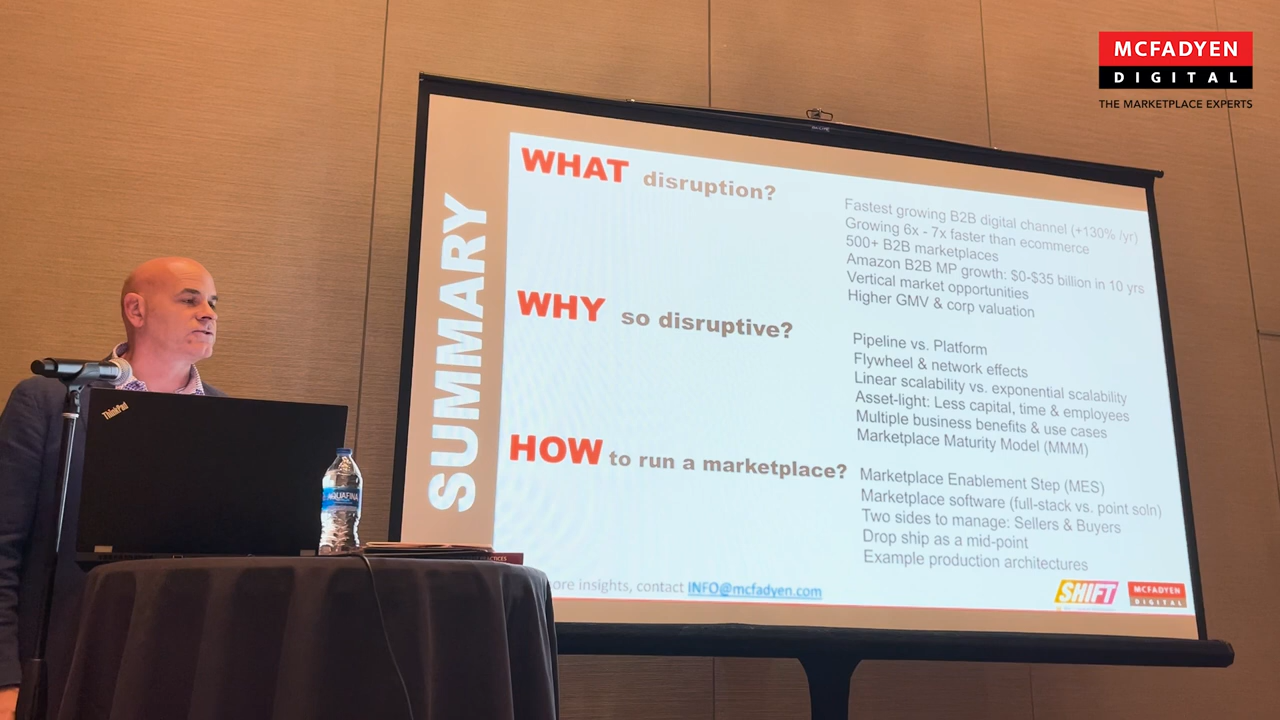 MCFADYEN
DIGITAL
THE MARKETPLACE EXPERTS
SUMMARY
WHAT disruption?
Fastest growing B2B digital channel (+130% /yr)
Growing 6x - 7x faster than ecommerce
500+ B2B marketplaces
Amazon B2B MP growth: $0-$35 billion in 10 yrs
Vertical market opportunities
Higher GMV & corp valuation
WHY so disruptive?
Pipeline vs. Platform
Flywheel & network effects
Linear scalability vs. exponential scalability
Asset-light: Less capital, time & employees
Multiple business benefits & use cases
Marketplace Maturity Model (MMM)
HOW to run a marketplace?
Marketplace Enablement Step (MES)
Marketplace software (full-stack vs. point soln)
Two sides to manage: Sellers & Buyers
Drop ship as a mid-point
Example production architectures
insights, contact INFO@mcfadyen.com
SHIFT
MCFADYEN
DIGITAL
ThinkPad
AQUAFINA